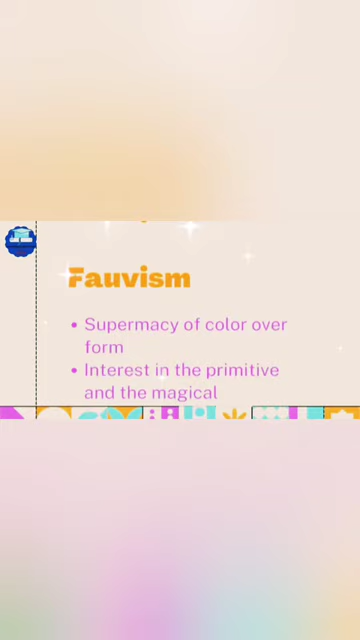 Fauvism
• Supermacy of color over
form
• Interest in the primitive
and the magical